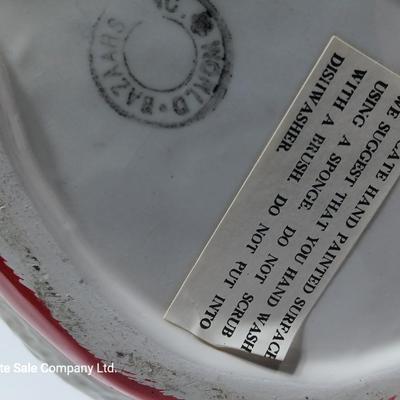 WORLD • BAZAARS INC.
CATE HAND PAINTED SURFACE
WE SUGGEST THAT YOU HAND WASH
USING A SPONGE. DO NOT SCRUB
WITH A BRUSH. DO NOT PUT INTO
DISHWASHER.
te Sale Company Ltd.